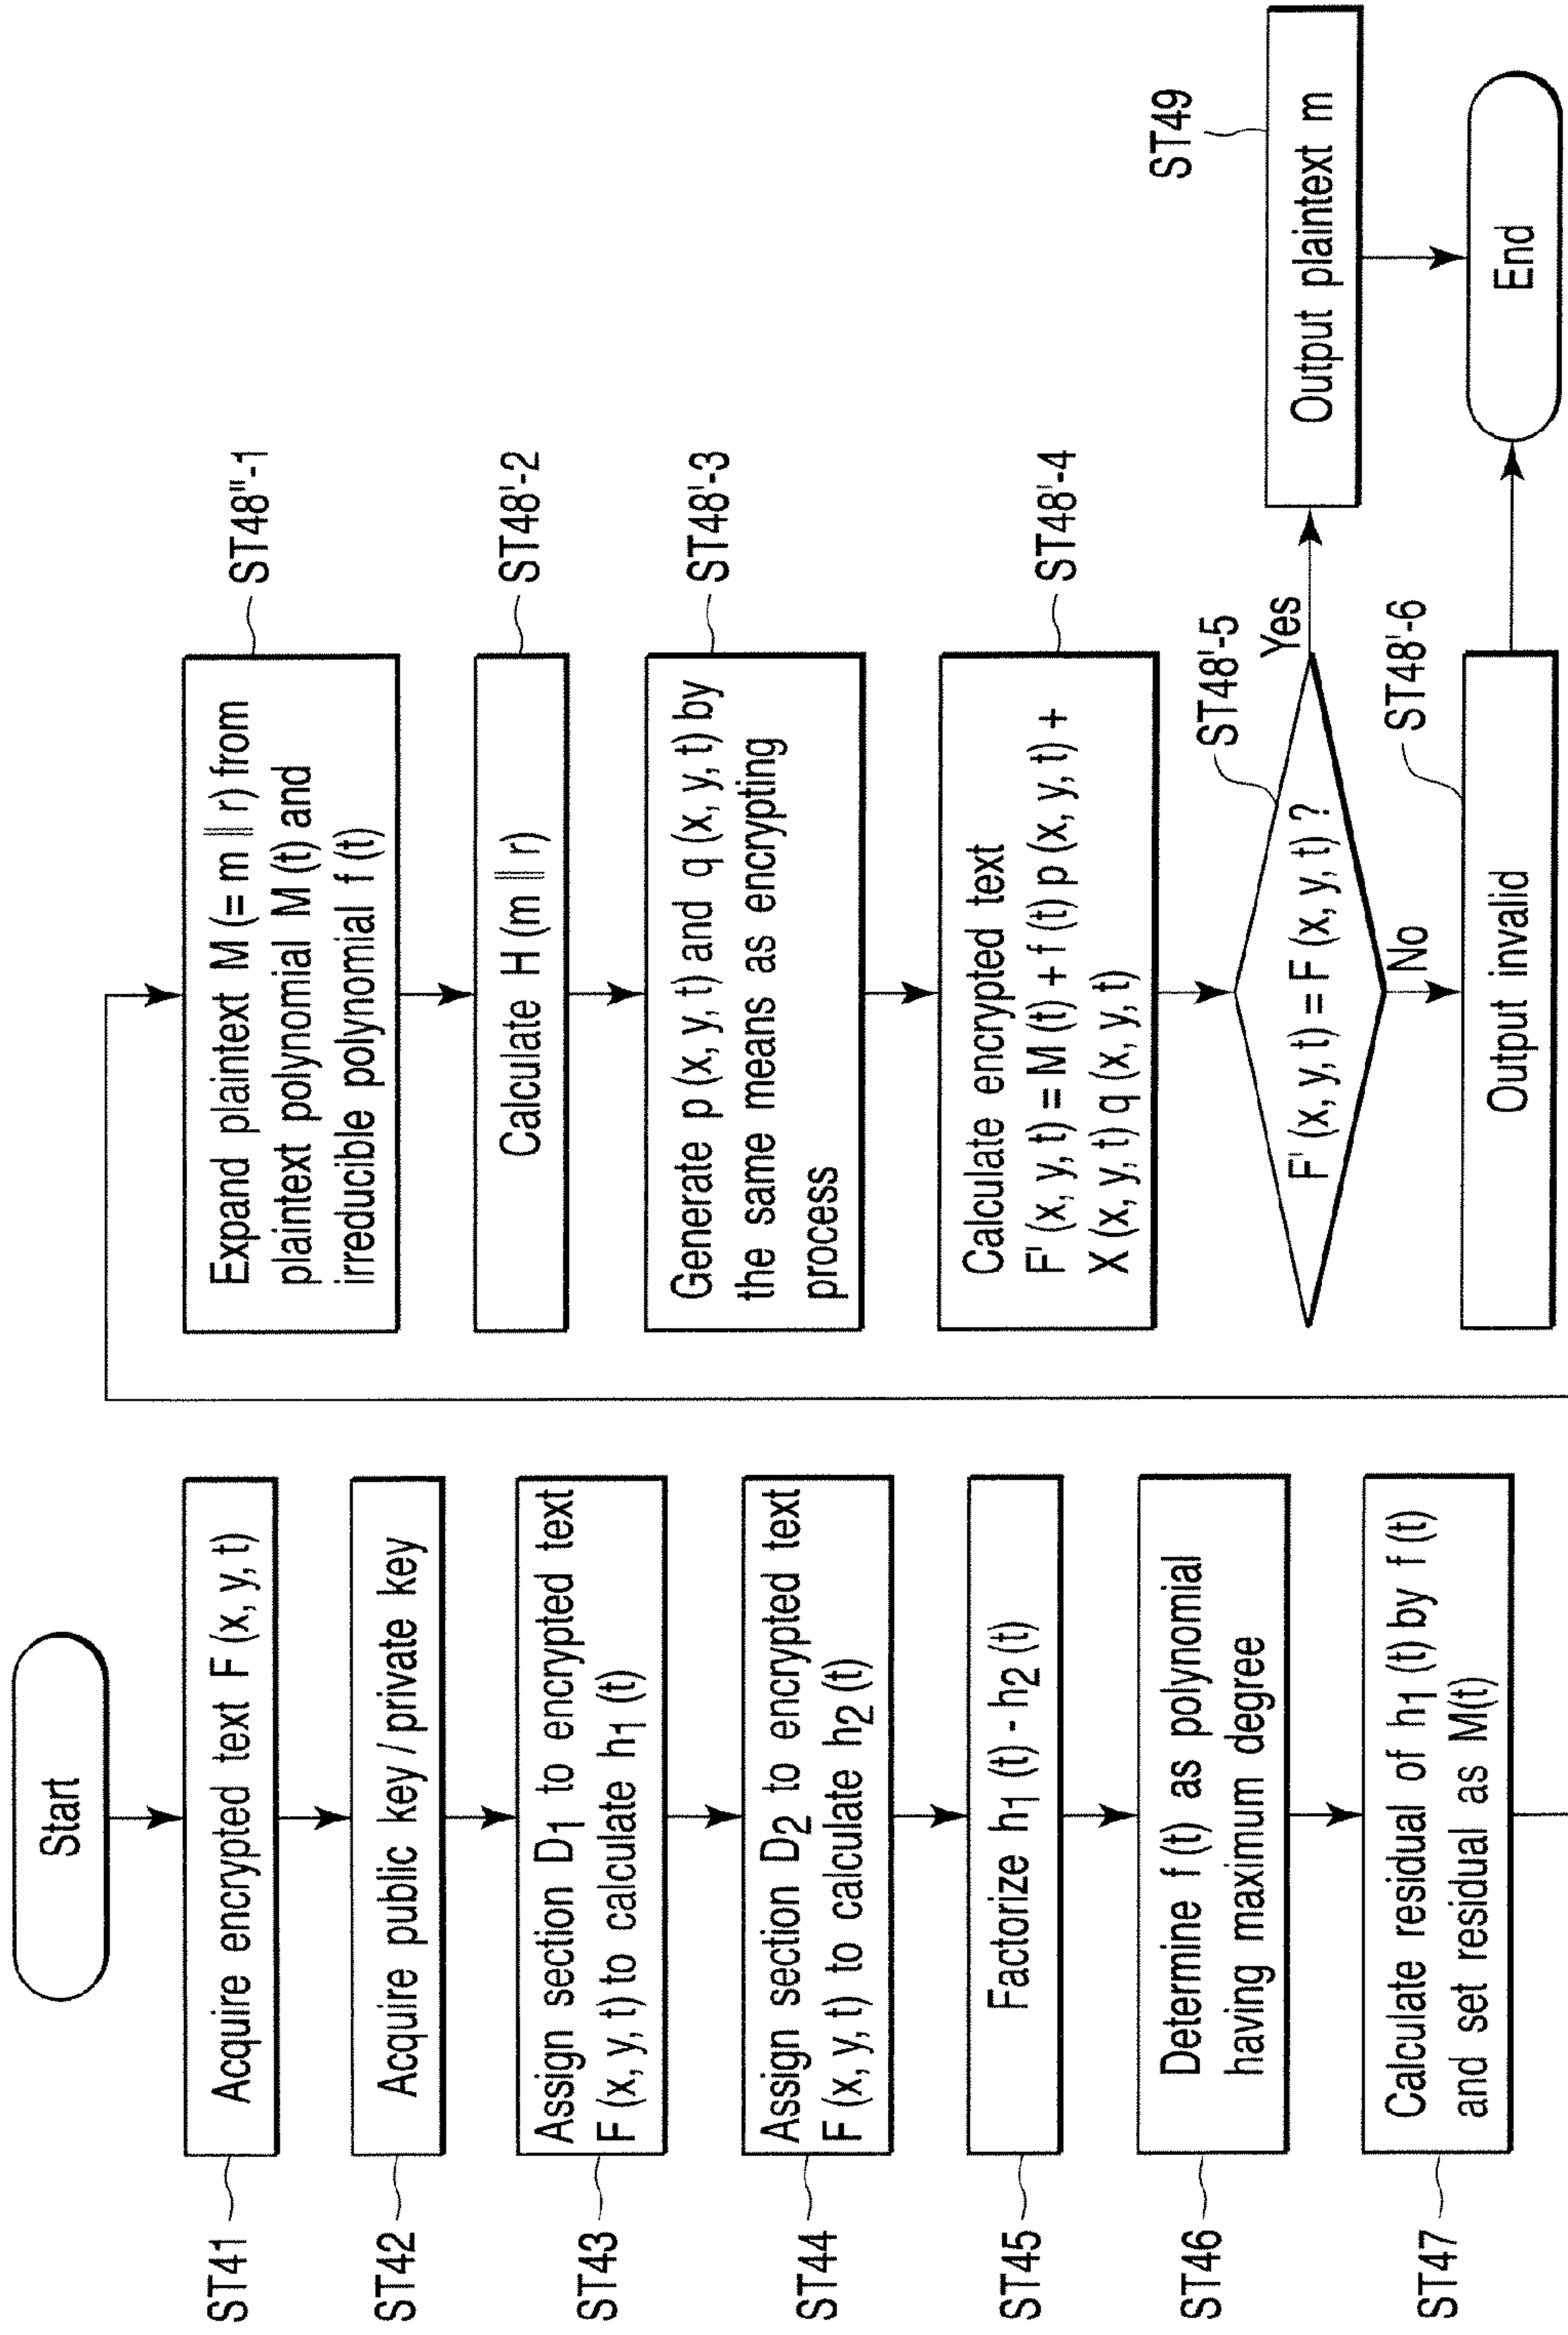 Start
ST41
Acquire encrypted text F (x, y, t)
ST42
Acquire public key / private key
ST43
Assign section D1 to encrypted text
F (x, y, t) to calculate h1 (t)
ST44
Assign section D2 to encrypted text
F (x, y, t) to calculate h2 (t)
ST45
Factorize h1 (t) - h2 (t)
ST46
Determine f (t) as polynomial
having maximum degree
ST47
Calculate residual of h1 (t) by f (t)
and set residual as M(t)
ST48"-1
Expand plaintext M (= m || r) from
plaintext polynomial M (t) and
irreducible polynomial f (t)
ST48'-2
Calculate H (m || r)
ST48'-3
Generate p (x, y, t) and q (x, y, t) by
the same means as encrypting
process
ST48'-4
Calculate encrypted text
F' (x, y, t) = M (t) + f (t) p (x, y, t) +
X (x, y, t) q (x, y, t)
ST48'-5
F' (x, y, t) = F (x, y, t) ?
Yes
No
ST48'-6
Output invalid
ST49
Output plaintext m
End